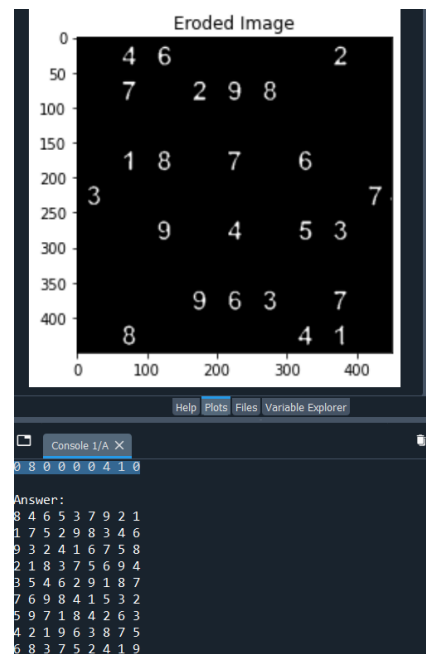 Eroded Image
0
4 6 2
50
7 2 9 8
100
150
1 8 7 6
200
3 7
250
9 4 5 3
300
350
9 6 3 7
400
8 4 1
0 100 200 300 400
Help Plots Files Variable Explorer
Console 1/A X
0 8 0 0 0 0 4 1 0
Answer:
8 4 6 5 3 7 9 2 1
1 7 5 2 9 8 3 4 6
9 3 2 4 1 6 7 5 8
2 1 8 3 7 5 6 9 4
3 5 4 6 2 9 1 8 7
7 6 9 8 4 1 5 3 2
5 9 7 1 8 4 2 6 3
4 2 1 9 6 3 8 7 5
6 8 3 7 5 2 4 1 9